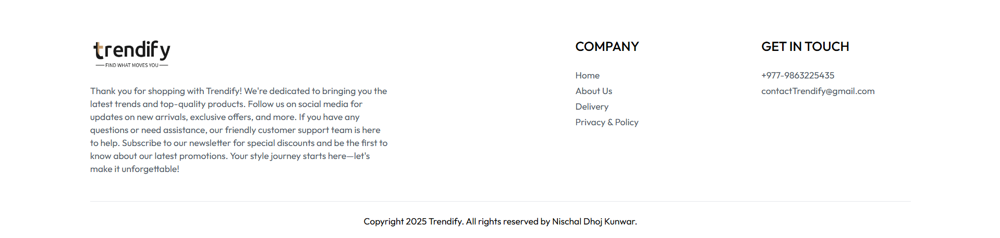 trendify
FIND WHAT MOVES YOU
Thank you for shopping with Trendify! We're dedicated to bringing you the
latest trends and top-quality products. Follow us on social media for
updates on new arrivals, exclusive offers, and more. If you have any
questions or need assistance, our friendly customer support team is here
to help. Subscribe to our newsletter for special discounts and be the first to
know about our latest promotions. Your style journey starts here—let's
make it unforgettable!
COMPANY
Home
About Us
Delivery
Privacy & Policy
GET IN TOUCH
+977-9863225435
contactTrendify@gmail.com
Copyright 2025 Trendify. All rights reserved by Nischal Dhoj Kunwar.